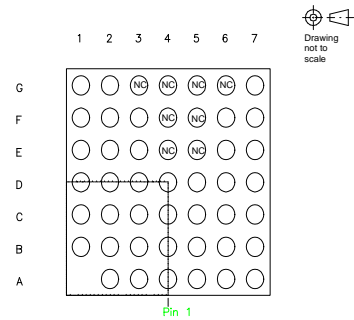 1 2 3 4 5 6 7
Drawing
not to
scale
G NC NC NC NC
F NC NC
E NC NC
D
C
B
A
Pin 1